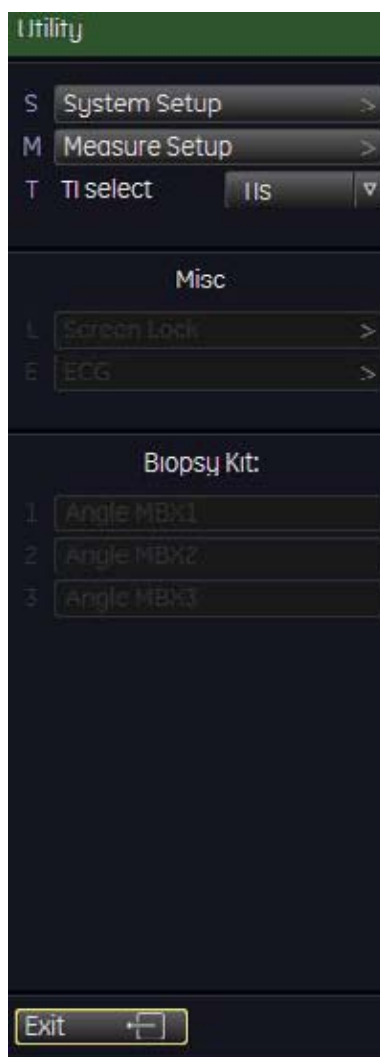 Utility
S System Setup >
M Measure Setup >
T TI select TIs
Misc
L Screen Lock >
E ECG >
Biopsy Kit:
1 Angle MBX1
2 Angle MBX2
3 Angle MBX3
Exit